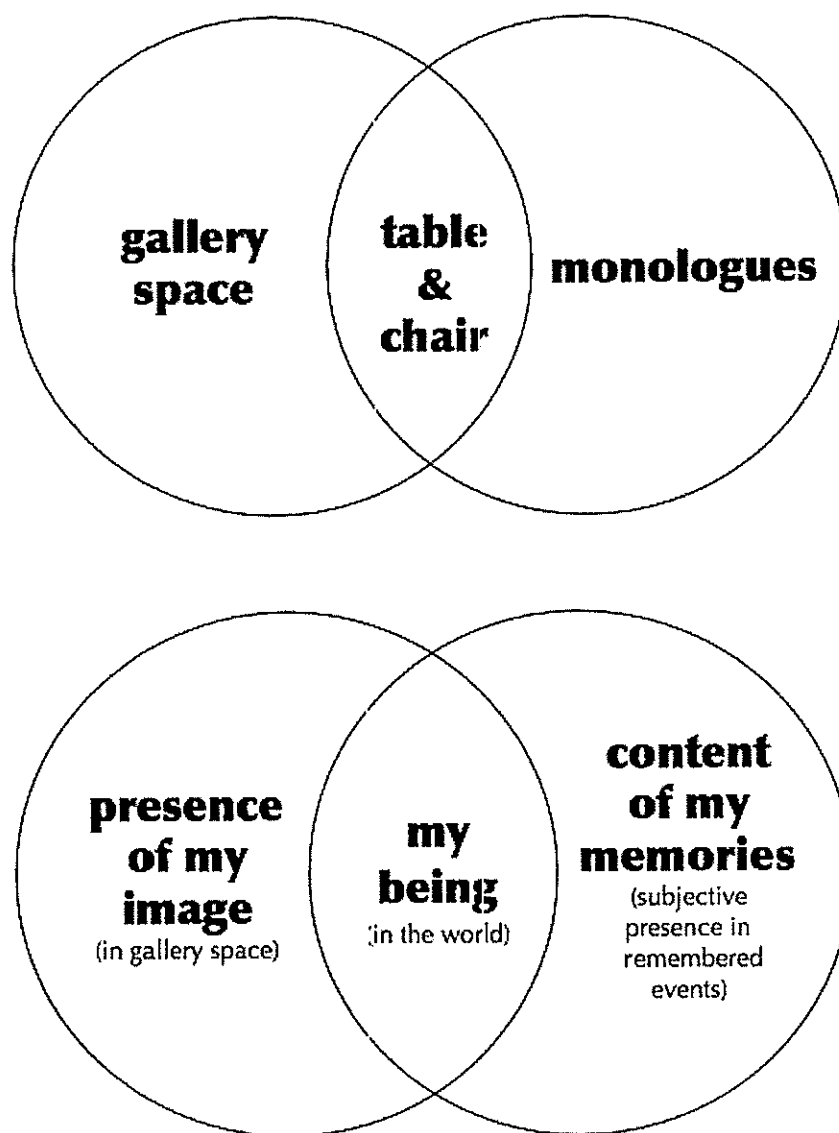 gallery
space
table
&
chair
monologues
presence
of my
image
(in gallery space)
my
being
(in the world)
content
of my
memories
(subjective
presence in
remembered
events)